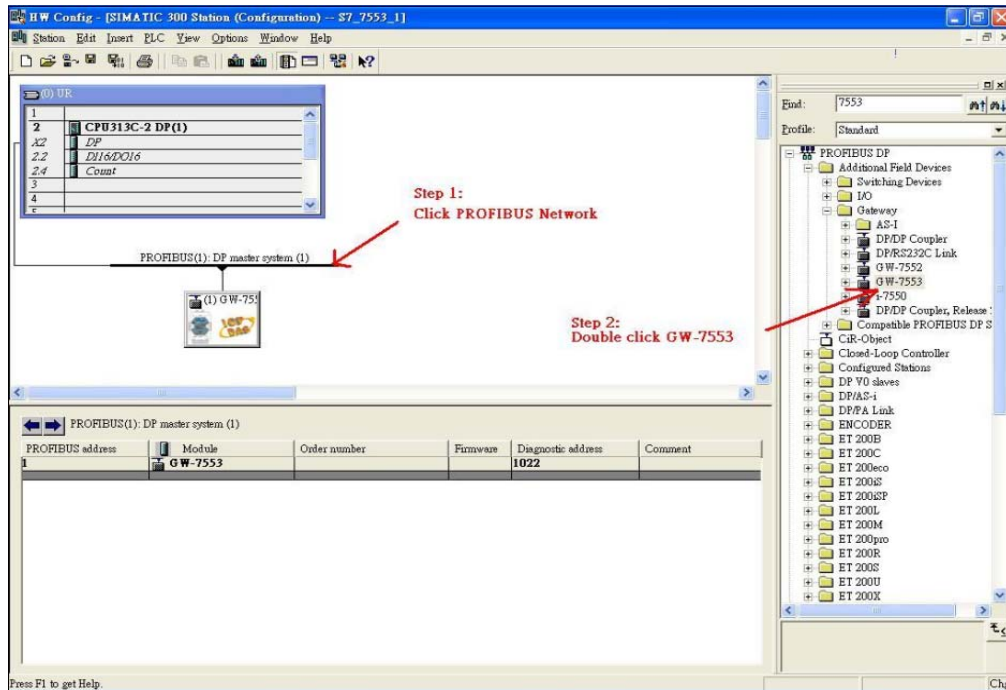 HW Config - [SIMATIC 300 Station (Configuration) -- S7_7553_1]
Station Edit Insert PLC View Options Window Help
(0) UR
1
2 CPU313C-2 DP(1)
X2 DP
2.2 DI16/DO16
2.4 Count
3
4
Step 1:
Click PROFIBUS Network
PROFIBUS(1): DP master system (1)
(1) GW-755
ICP
DAS
Step 2:
Double click GW-7553
Find: 7553
Profile: Standard
PROFIBUS DP
Additional Field Devices
Switching Devices
I/O
Gateway
AS-I
DP/DP Coupler
DP/RS232C Link
GW-7552
GW-7553
i-7550
DP/DP Coupler, Release
Compatible PROFIBUS DP S
CiR-Object
Closed-Loop Controller
Configured Stations
DP V0 slaves
DP/AS-i
DP/PA Link
ENCODER
ET 200B
ET 200C
ET 200eco
ET 200iS
ET 200iSP
ET 200L
ET 200M
ET 200pro
ET 200R
ET 200S
ET 200U
ET 200X
PROFIBUS(1): DP master system (1)
PROFIBUS address Module Order number Firmware Diagnostic address Comment
1 GW-7553 1022
Press F1 to get Help.
Chg